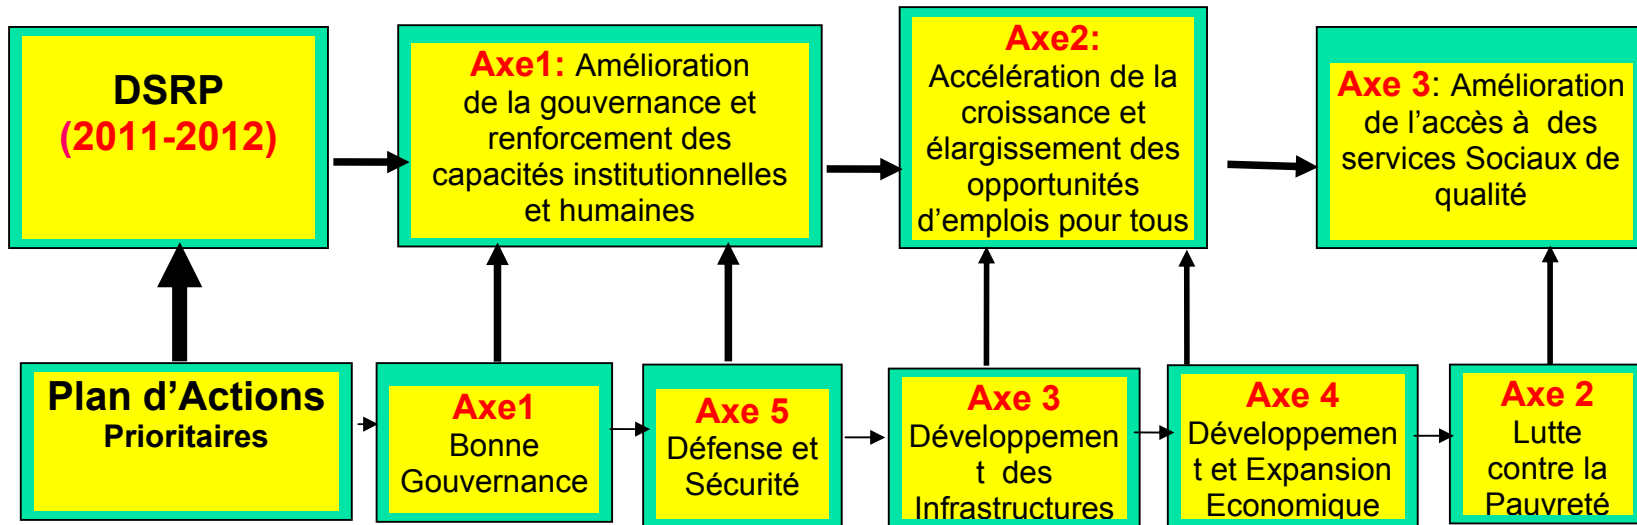 DSRP
(2011-2012)
Axe1: Amélioration
de la gouvernance et
renforcement des
capacités institutionnelles
et humaines
Axe2:
Accélération de la
croissance et
élargissement des
opportunités
d’emplois pour tous
Axe 3: Amélioration
de l’accès à  des
services Sociaux de
qualité
Plan d’Actions
Prioritaires
Axe1
Bonne
Gouvernance
Axe 5
Défense et
Sécurité
Axe 3
Développemen
t  des
Infrastructures
Axe 4
Développemen
t et Expansion
Economique
Axe 2
Lutte
contre la
Pauvreté